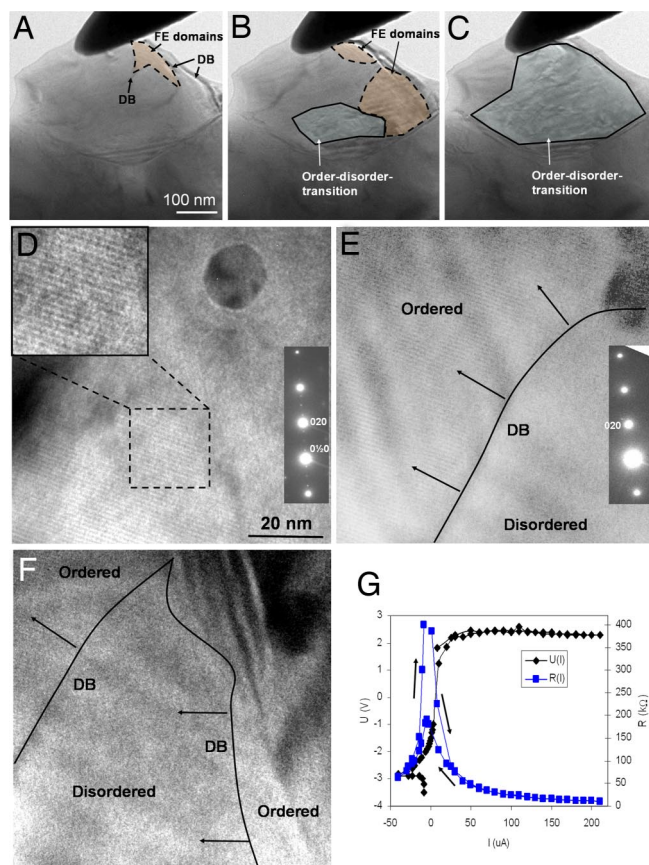 A
FE domains
DB
DB
100 nm
B
FE domains
Order-disorder-
transition
C
Order-disorder-
transition
D
020
0½0
20 nm
E
Ordered
DB
020
Disordered
F
Ordered
DB
DB
Disordered
Ordered
G
U (V)
3
2
1
0
-1
-2
-3
-4
U(I)
R(I)
400
350
300
250
200
150
100
50
0
R (kΩ)
-50
0
50
100
150
200
I (uA)